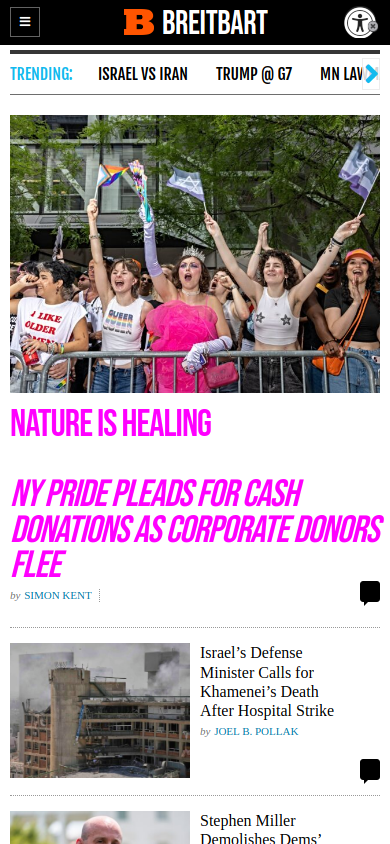 BREITBART
TRENDING:
ISRAEL VS IRAN
TRUMP @ G7
MN LAW
I LIKE
OLDER
WOMEN
QUEER
NATURE IS HEALING
NY PRIDE PLEADS FOR CASH
DONATIONS AS CORPORATE DONORS
FLEE
by SIMON KENT
Israel’s Defense
Minister Calls for
Khamenei’s Death
After Hospital Strike
by JOEL B. POLLAK
Stephen Miller
Demolishes Dems’